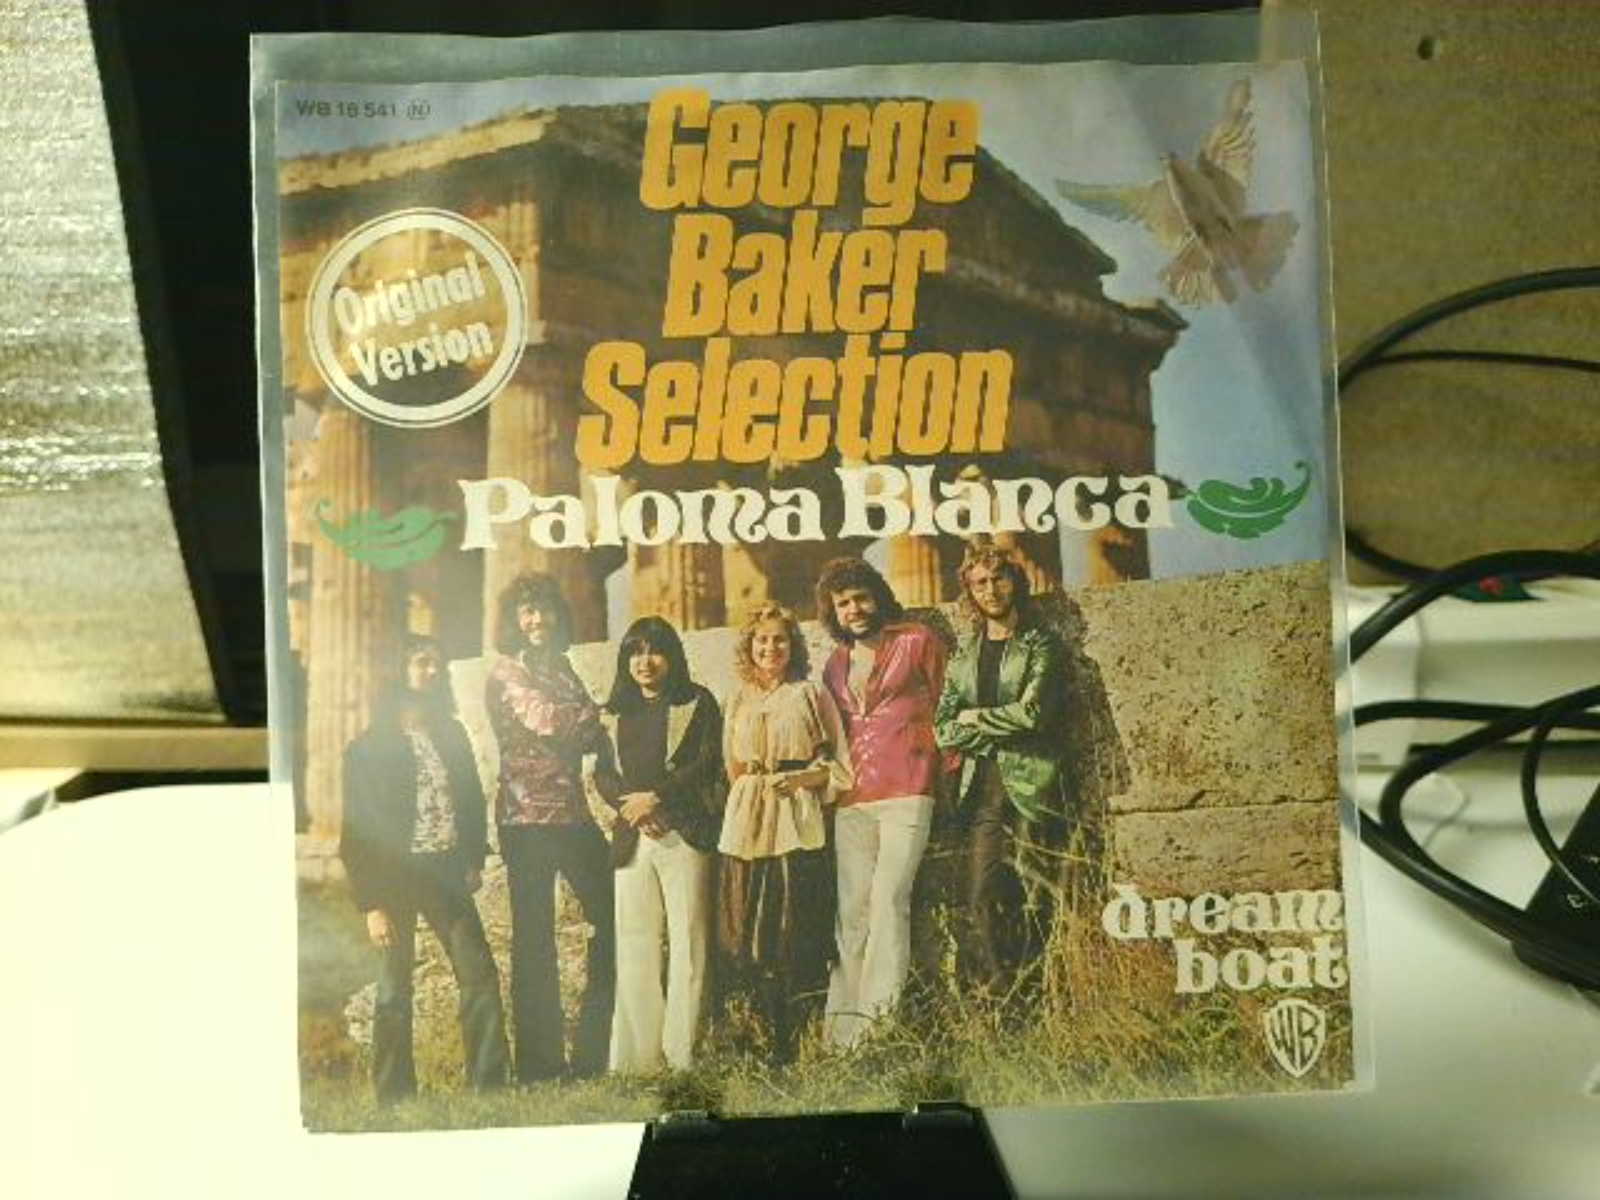 WB 16 541 (N)
George
Baker
Selection
Original
Version
Paloma Blanca
dream
boat
WB